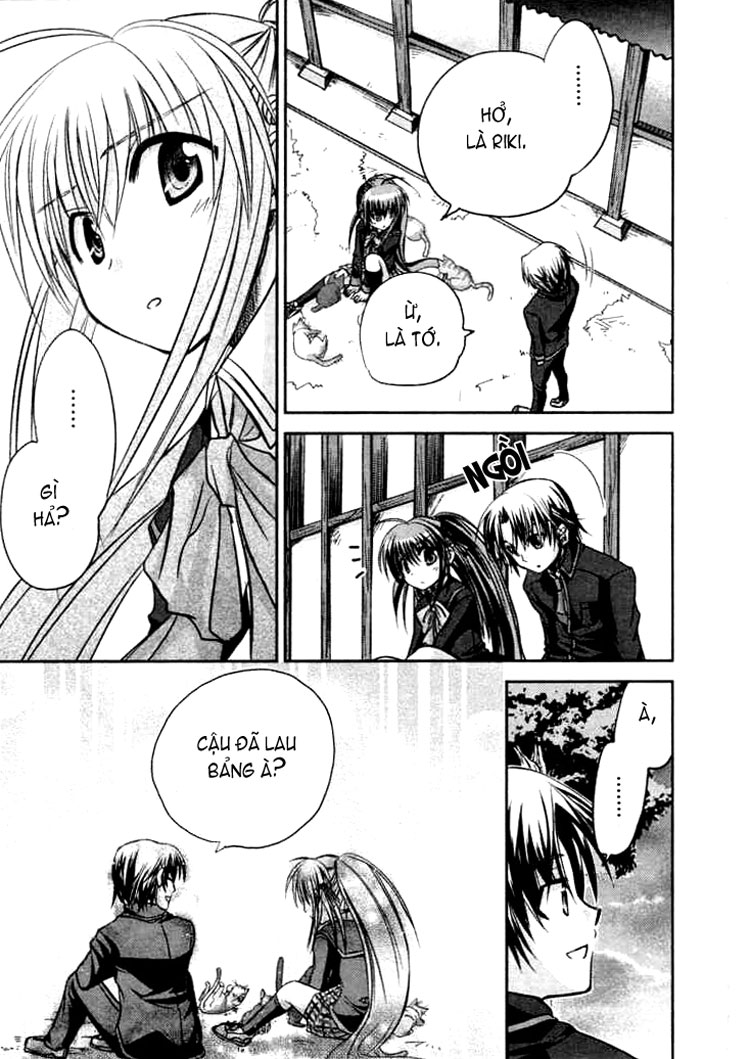 ………
HỞ,
LÀ RIKI.
Ừ,
LÀ TỚ.
NGỒI
………
GÌ
HẢ?
À,
………
CẬU ĐÃ LAU
BẢNG À?